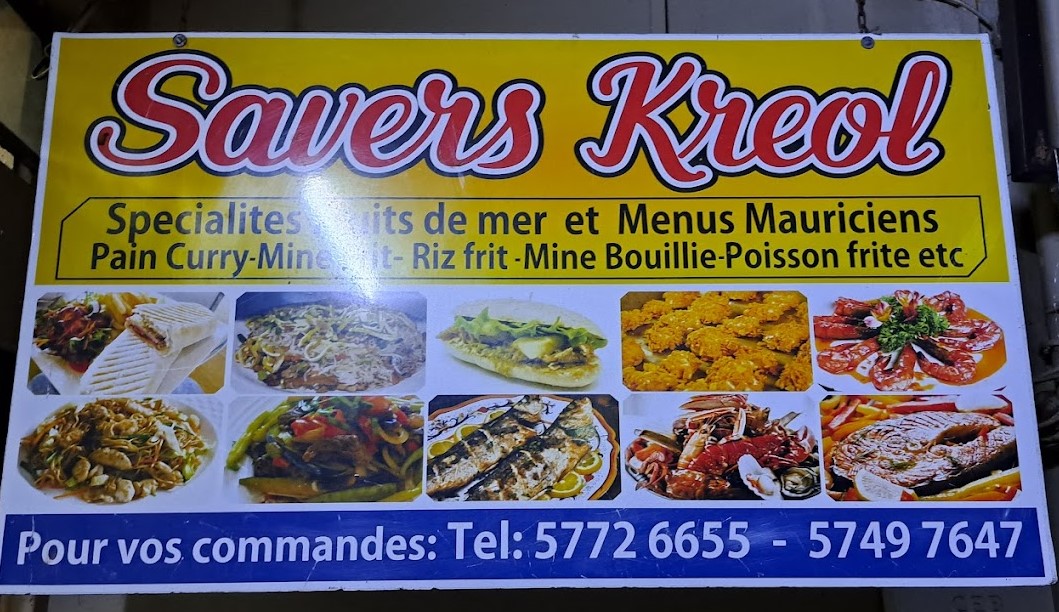 Savers Kreol
Specialites de mer et Menus Mauriciens
Pain Curry-Mine - Riz frit -Mine Bouillie-Poisson frite etc
Pour vos commandes: Tel: 5772 6655 - 5749 7647